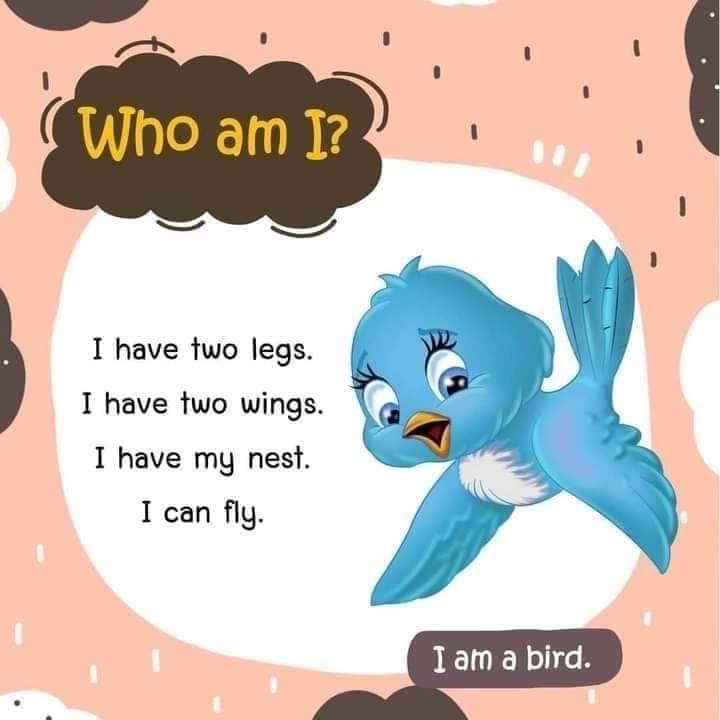 Who am I?
I have two legs.
I have two wings.
I have my nest.
I can fly.
I am a bird.